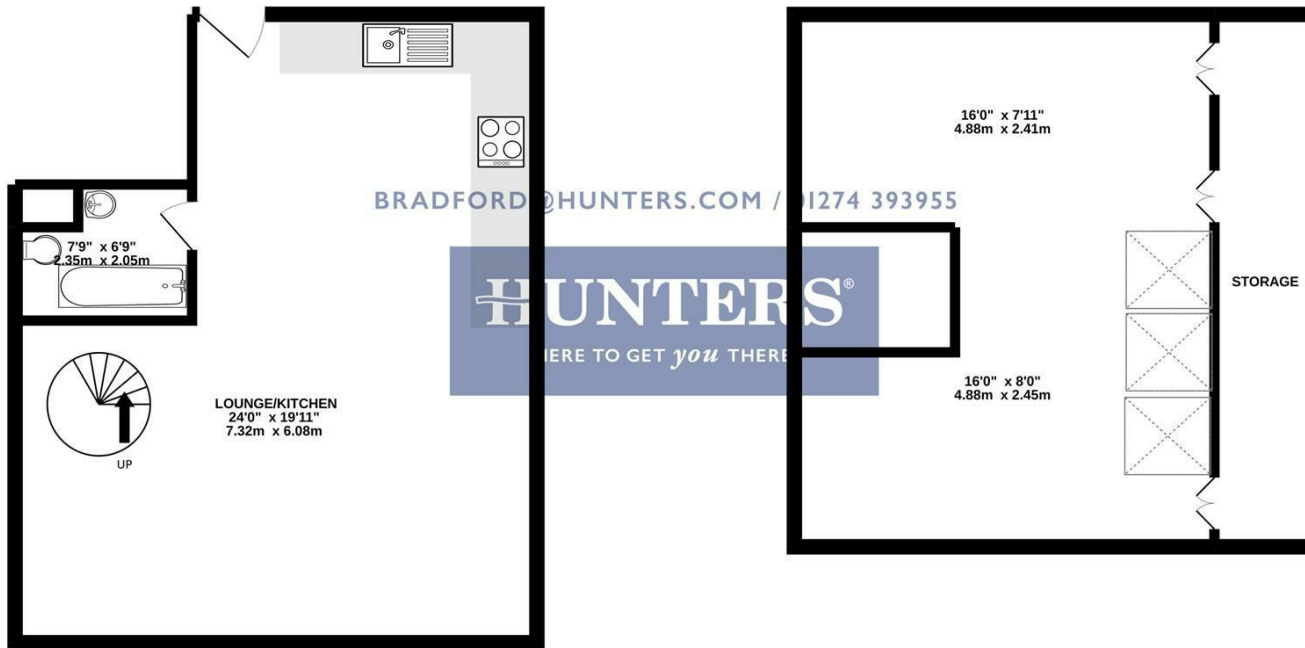 16'0" x 7'11"
4.88m x 2.41m
BRADFORD@HUNTERS.COM / 01274 393955
7'9" x 6'9"
2.35m x 2.05m
STORAGE
HUNTERS®
HERE TO GET you THERE
16'0" x 8'0"
4.88m x 2.45m
LOUNGE/KITCHEN
24'0" x 19'11"
7.32m x 6.08m
UP